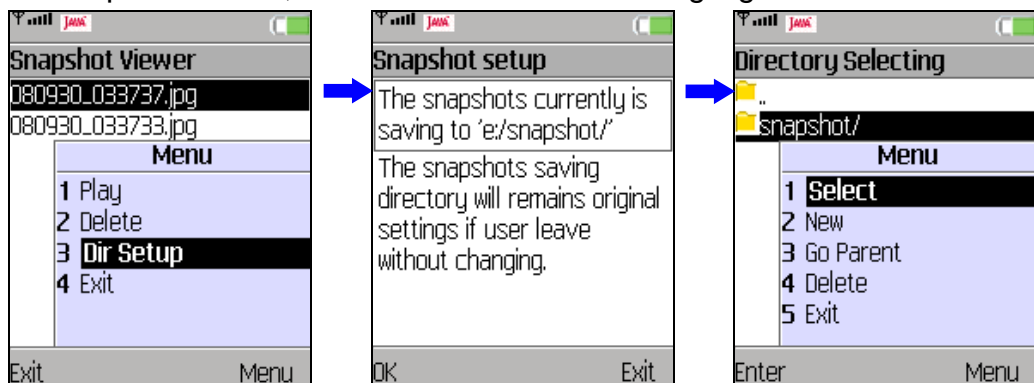 JAVA
Snapshot Viewer
080930_033737.jpg
080930_033733.jpg
Menu
1 Play
2 Delete
3 Dir Setup
4 Exit
Exit Menu
JAVA
Snapshot setup
The snapshots currently is
saving to 'e:/snapshot/'
The snapshots saving
directory will remains original
settings if user leave
without changing.
OK Exit
JAVA
Directory Selecting
..
snapshot/
Menu
1 Select
2 New
3 Go Parent
4 Delete
5 Exit
Enter Menu